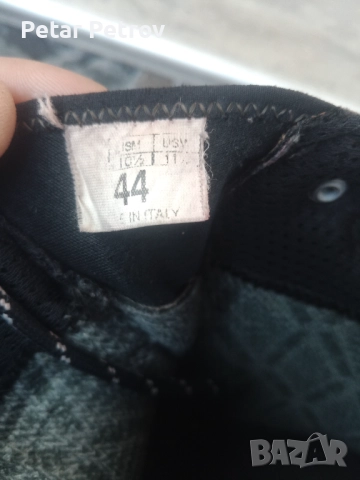 Petar Petrov
USM USW
10½ 11
44
E IN ITALY
BAZAR